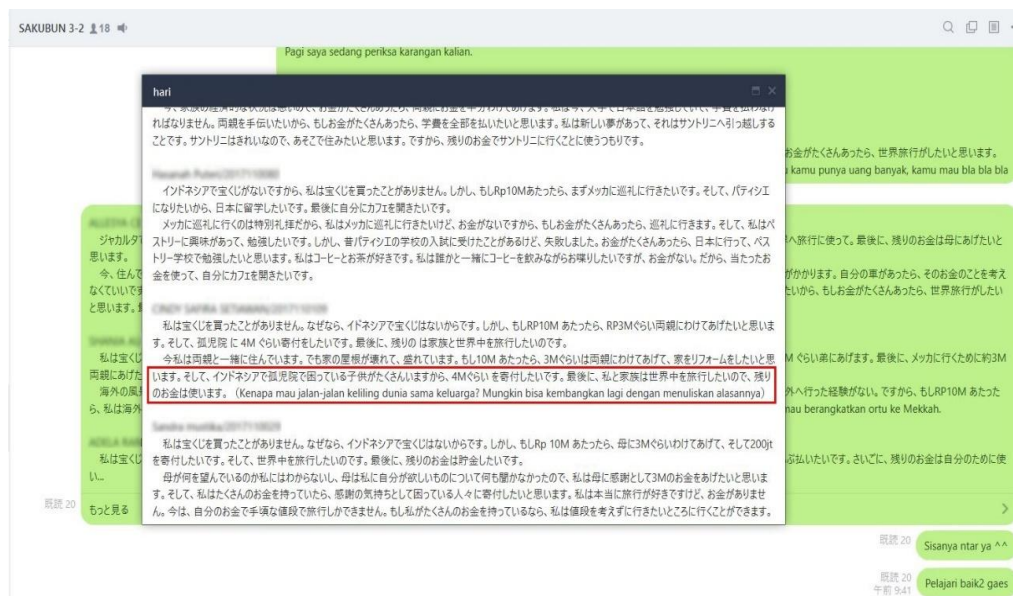 SAKUBUN 3-2 18
Pagi saya sedang periksa karangan kalian.
hari
ればなりません。両親を手伝いたいから、もしお金がたくさんあったら、学費を全部を払いたいと思います。私は新しい夢があって、それはサントリニへ引っ越しする
ことです。サントリニはきれいなので、あそこで住みたいと思います。ですから、残りのお金でサントリニに行くことに使うつもりです。
インドネシアで宝くじがないですから、私は宝くじを買ったことがありません。しかし、もしRp10Mあたったら、まずメッカに巡礼に行きたいです。そして、パティシエ
になりたいから、日本に留学したいです。最後に自分にカフェを開きたいです。
メッカに巡礼に行くのは特別礼拝だから、私はメッカに巡礼に行きたいけど、お金がないですから、もしお金がたくさんあったら、巡礼に行きます。そして、私はペ
ストリーに興味があって、勉強したいです。しかし、昔パティシエの学校の入試に受けたことがあるけど、失敗しました。お金がたくさんあったら、日本に行って、ペス
トリー学校で勉強したいと思います。私はコーヒーとお茶が好きです。私は誰かと一緒にコーヒーを飲みながらお喋りしたいですが、お金がない。だから、当たったお
金を使って、自分にカフェを開きたいです。
私は宝くじを買ったことがありません。なぜなら、イドネシアで宝くじはないからです。しかし、もしRP10M あたったら、RP3Mぐらい両親にわけてあげたいと思いま
す。そして、孤児院 に 4M ぐらい寄付をしたいです。最後に、残りの は家族と世界中を旅行したいのです。
今私は両親と一緒に住んでいます。でも家の屋根が壊れて、盛れています。もし10M あたったら、3Mぐらいは両親にわけてあげて、家をリフォームをしたいと思
います。そして、インドネシアで孤児院で困っている子供がたくさんいますから、4Mぐらい を寄付したいです。最後に、私と家族は世界中を旅行したいので、残り
のお金は使います。 (Kenapa mau jalan-jalan keliling dunia sama keluarga? Mungkin bisa kembangkan lagi dengan menuliskan alasannya)
私は宝くじを買ったことがありません。なぜなら、インドネシアで宝くじはないからです。しかし、もしRp 10M あたったら、母に3Mぐらいわけてあげて、そして200jt
を寄付したいです。そして、世界中を旅行したいのです。最後に、残りのお金は貯金したいです。
母が何を望んでいるのか私にはわからないし、母は私に自分が欲しいものについて何も聞かなかったので、私は母に感謝として3Mのお金をあげたいと思いま
す。そして、私はたくさんのお金を持っていたら、感謝の気持ちとして困っている人々に寄付したいと思います。私は本当に旅行が好きですけど、お金がありませ
ん。今は、自分のお金で手頃な値段で旅行しかできません。もし私がたくさんのお金を持っているなら、私は値段を考えずに行きたいところに行くことができます。
お金がたくさんあったら、世界旅行がしたいと思います。
kamu punya uang banyak, kamu mau bla bla bla
ジャカルタ
へ旅行に使って。最後に、残りのお金は母にあげたいと
思います。
今、住んで
がかかります。自分の車があったら、そのお金のことを考え
なくていいです
たいから、もしお金がたくさんあったら、世界旅行がしたい
と思います。
私は宝くじ
M ぐらい弟にあげます。最後に、メッカに行くために約3M
両親にあげた
海外の風
外へ行った経験がない。ですから、もしRP10M あたった
ら、私は海外
mau berangkatkan ortu ke Mekkah.
私は宝くじ
払いたいです。さいごに、残りのお金は自分のために使
い...
既読 20
もっと見る
既読 20
Sisanya ntar ya ^^
既読 20
午前 9:41
Pelajari baik2 gaes